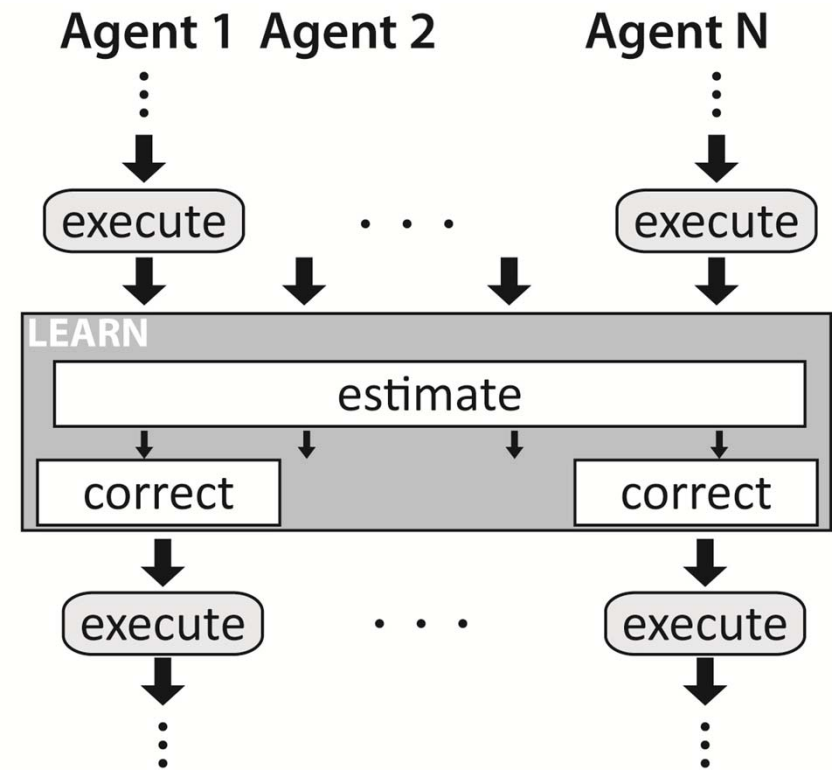 Agent 1 Agent 2 Agent N
execute . . . execute
LEARN
estimate
correct correct
execute . . . execute